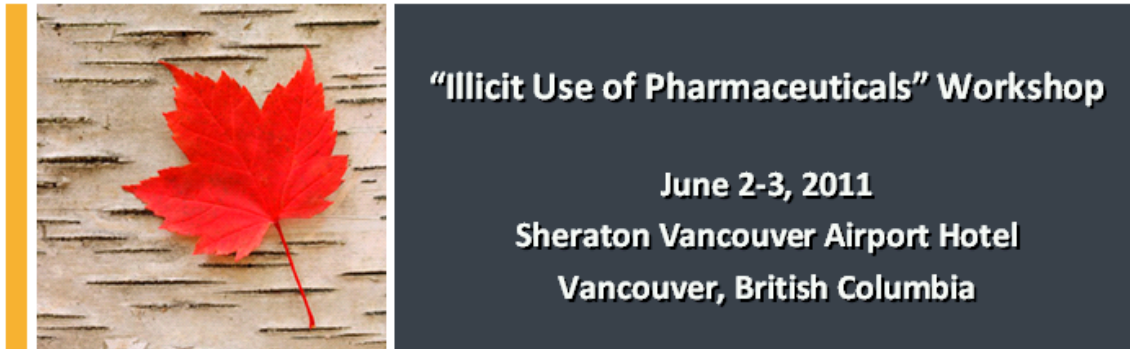 “Illicit Use of Pharmaceuticals” Workshop
June 2-3, 2011
Sheraton Vancouver Airport Hotel
Vancouver, British Columbia